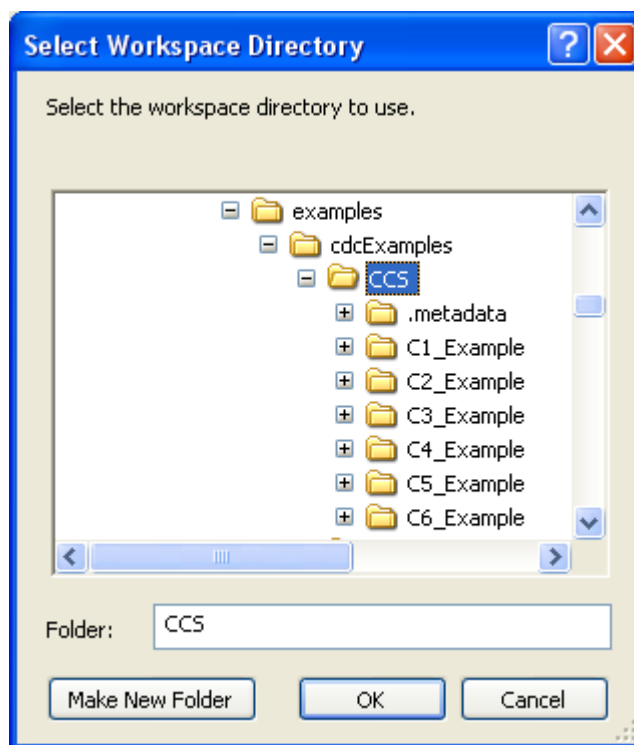 Select Workspace Directory
Select the workspace directory to use.
examples
cdcExamples
CCS
.metadata
C1_Example
C2_Example
C3_Example
C4_Example
C5_Example
C6_Example
Folder: CCS
Make New Folder OK Cancel